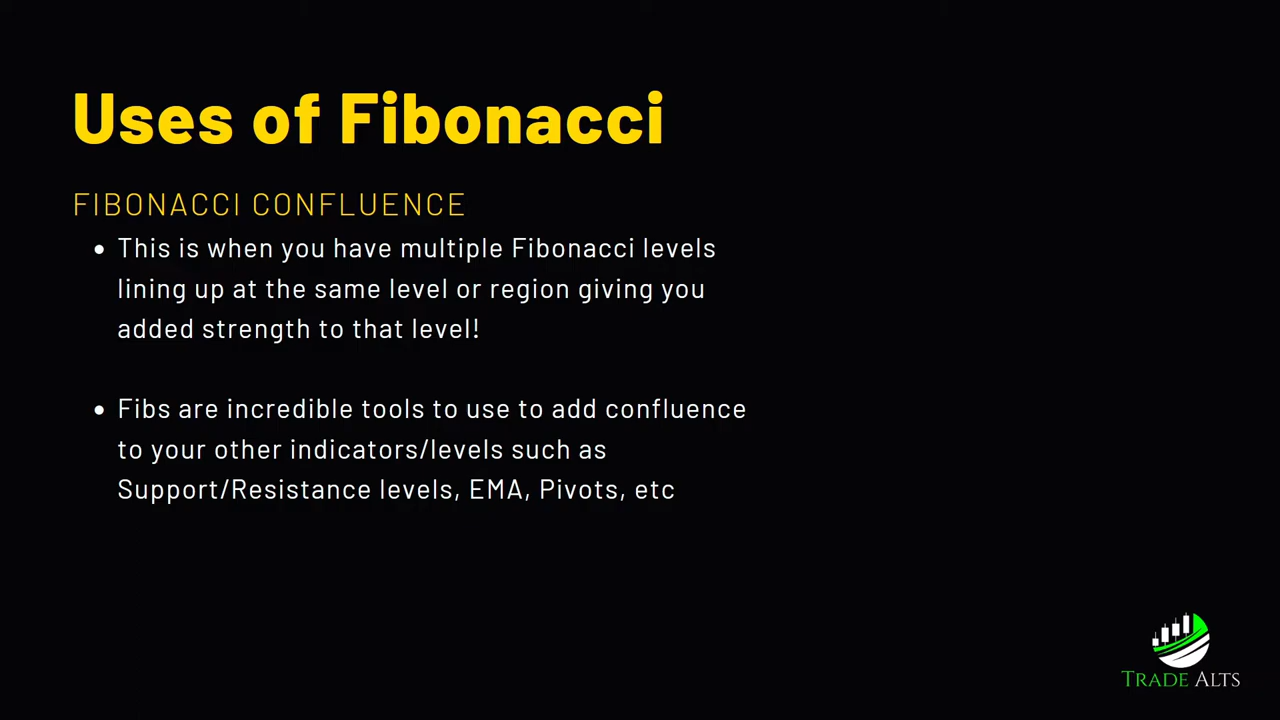 Uses of Fibonacci
FIBONACCI CONFLUENCE
• This is when you have multiple Fibonacci levels
lining up at the same level or region giving you
added strength to that level!
• Fibs are incredible tools to use to add confluence
to your other indicators/levels such as
Support/Resistance levels, EMA, Pivots, etc
TRADE ALTS